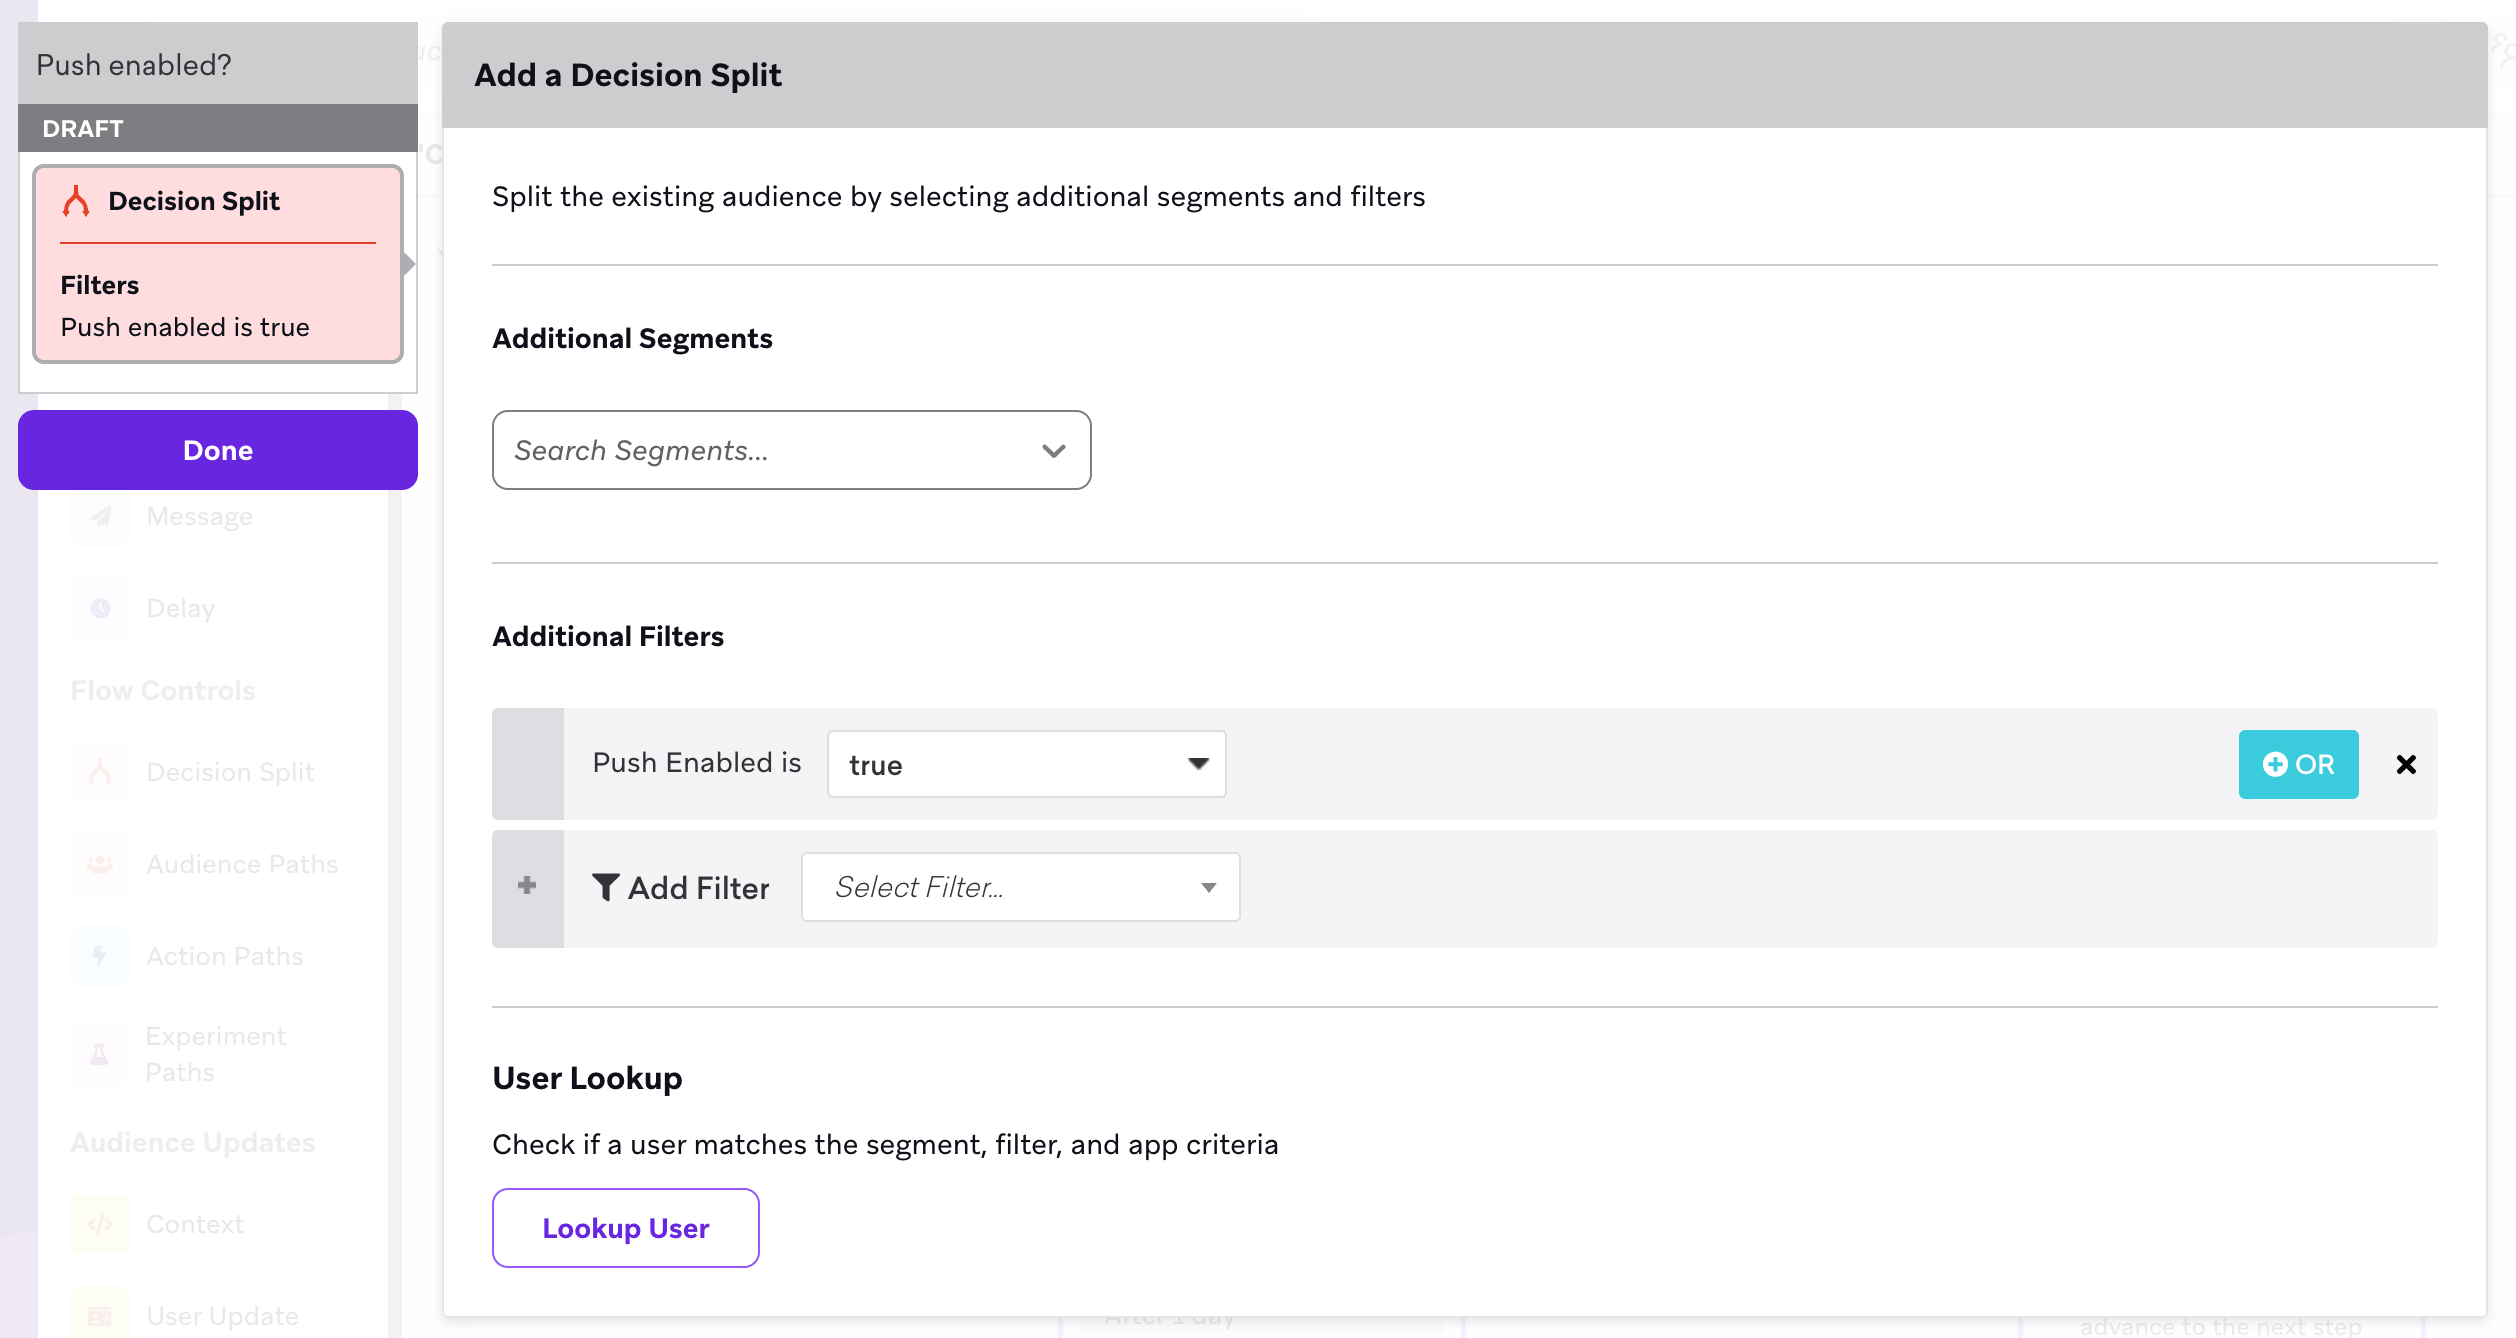 Push enabled?
DRAFT
Decision Split
Filters
Push enabled is true
Done
Message
Delay
Flow Controls
Decision Split
Audience Paths
Action Paths
Experiment
Paths
Audience Updates
Context
User Update
Add a Decision Split
Split the existing audience by selecting additional segments and filters
Additional Segments
Search Segments...
Additional Filters
Push Enabled is
true
OR
Add Filter
Select Filter...
User Lookup
Check if a user matches the segment, filter, and app criteria
Lookup User
After 1 day
advance to the next step